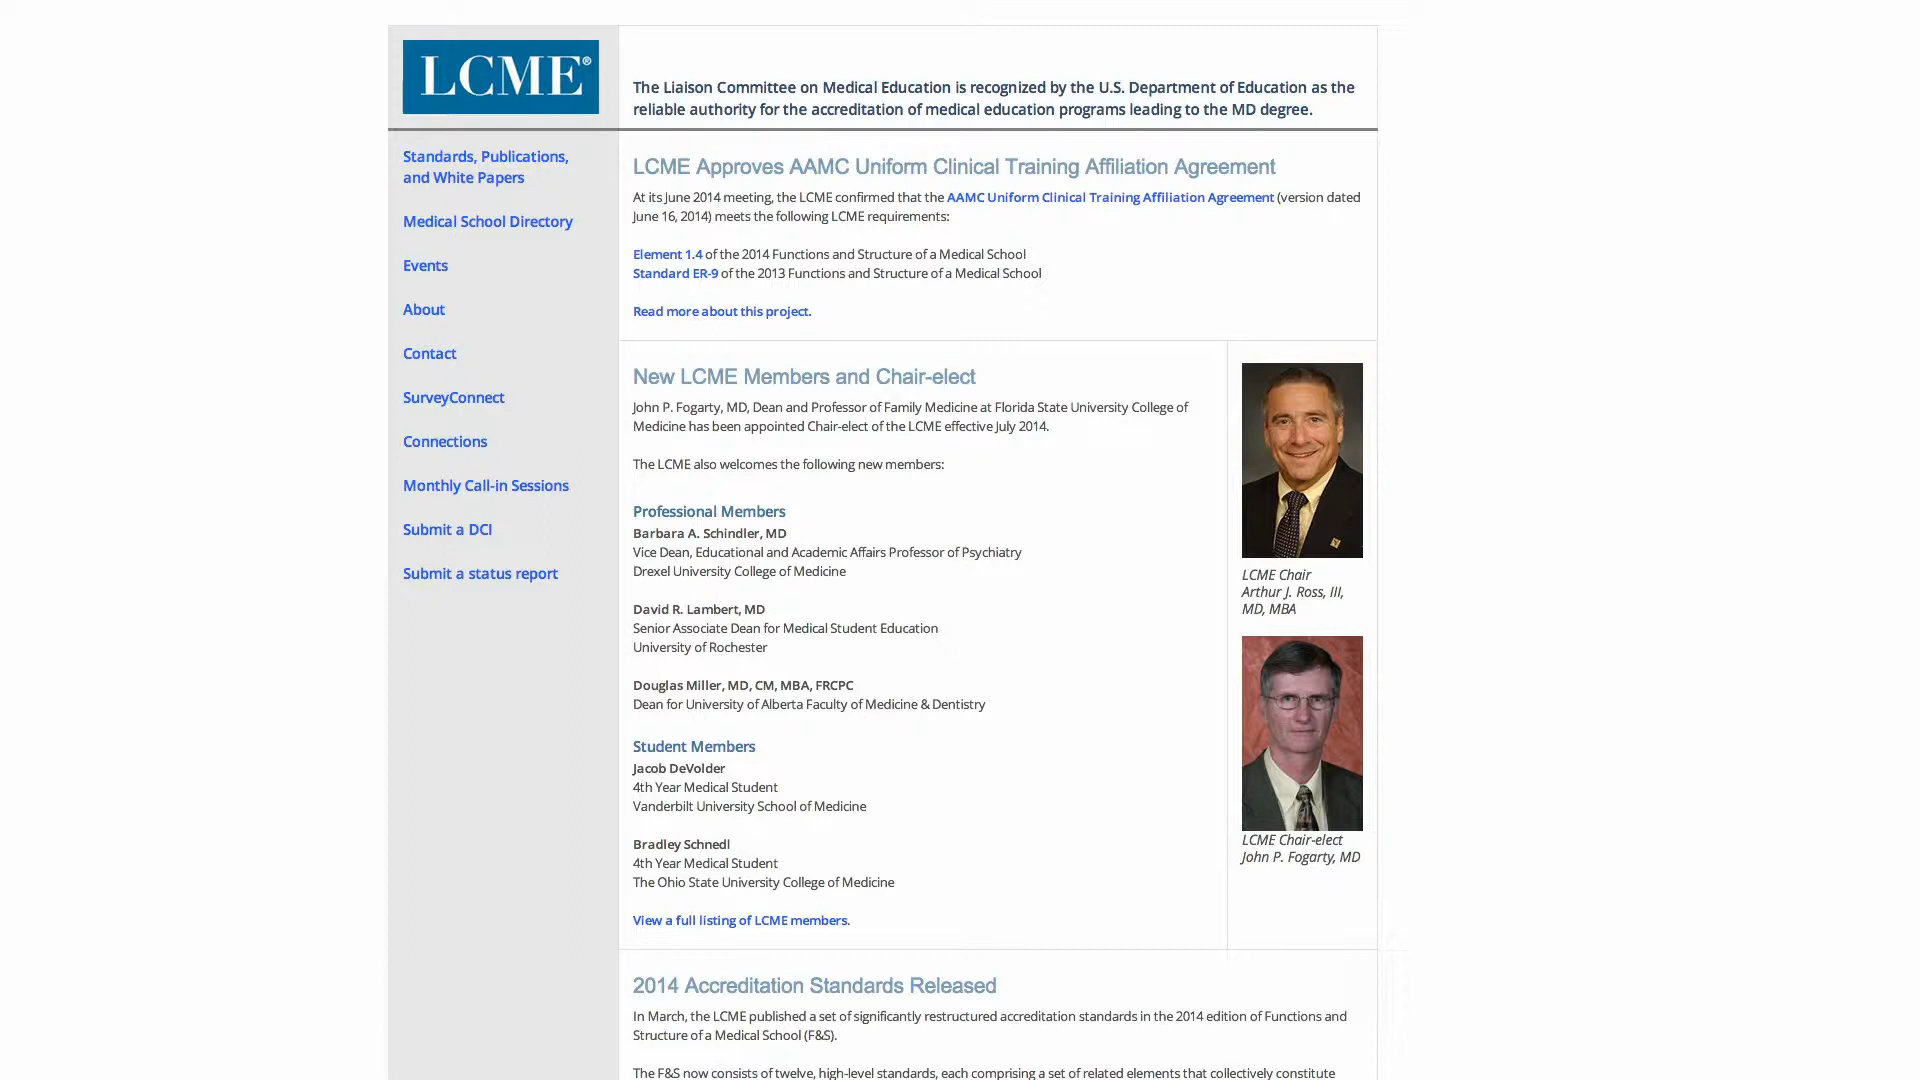 LCME®
The Liaison Committee on Medical Education is recognized by the U.S. Department of Education as the
reliable authority for the accreditation of medical education programs leading to the MD degree.
Standards, Publications,
and White Papers
Medical School Directory
Events
About
Contact
SurveyConnect
Connections
Monthly Call-in Sessions
Submit a DCI
Submit a status report
LCME Approves AAMC Uniform Clinical Training Affiliation Agreement
At its June 2014 meeting, the LCME confirmed that the AAMC Uniform Clinical Training Affiliation Agreement (version dated
June 16, 2014) meets the following LCME requirements:
Element 1.4 of the 2014 Functions and Structure of a Medical School
Standard ER-9 of the 2013 Functions and Structure of a Medical School
Read more about this project.
New LCME Members and Chair-elect
John P. Fogarty, MD, Dean and Professor of Family Medicine at Florida State University College of
Medicine has been appointed Chair-elect of the LCME effective July 2014.
The LCME also welcomes the following new members:
Professional Members
Barbara A. Schindler, MD
Vice Dean, Educational and Academic Affairs Professor of Psychiatry
Drexel University College of Medicine
David R. Lambert, MD
Senior Associate Dean for Medical Student Education
University of Rochester
Douglas Miller, MD, CM, MBA, FRCPC
Dean for University of Alberta Faculty of Medicine & Dentistry
Student Members
Jacob DeVolder
4th Year Medical Student
Vanderbilt University School of Medicine
Bradley Schnedl
4th Year Medical Student
The Ohio State University College of Medicine
View a full listing of LCME members.
LCME Chair
Arthur J. Ross, III,
MD, MBA
LCME Chair-elect
John P. Fogarty, MD
2014 Accreditation Standards Released
In March, the LCME published a set of significantly restructured accreditation standards in the 2014 edition of Functions and
Structure of a Medical School (F&S).
The F&S now consists of twelve, high-level standards, each comprising a set of related elements that collectively constitute